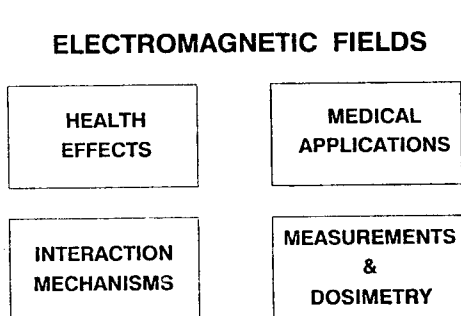 ELECTROMAGNETIC FIELDS
HEALTH
EFFECTS
MEDICAL
APPLICATIONS
INTERACTION
MECHANISMS
MEASUREMENTS
&
DOSIMETRY